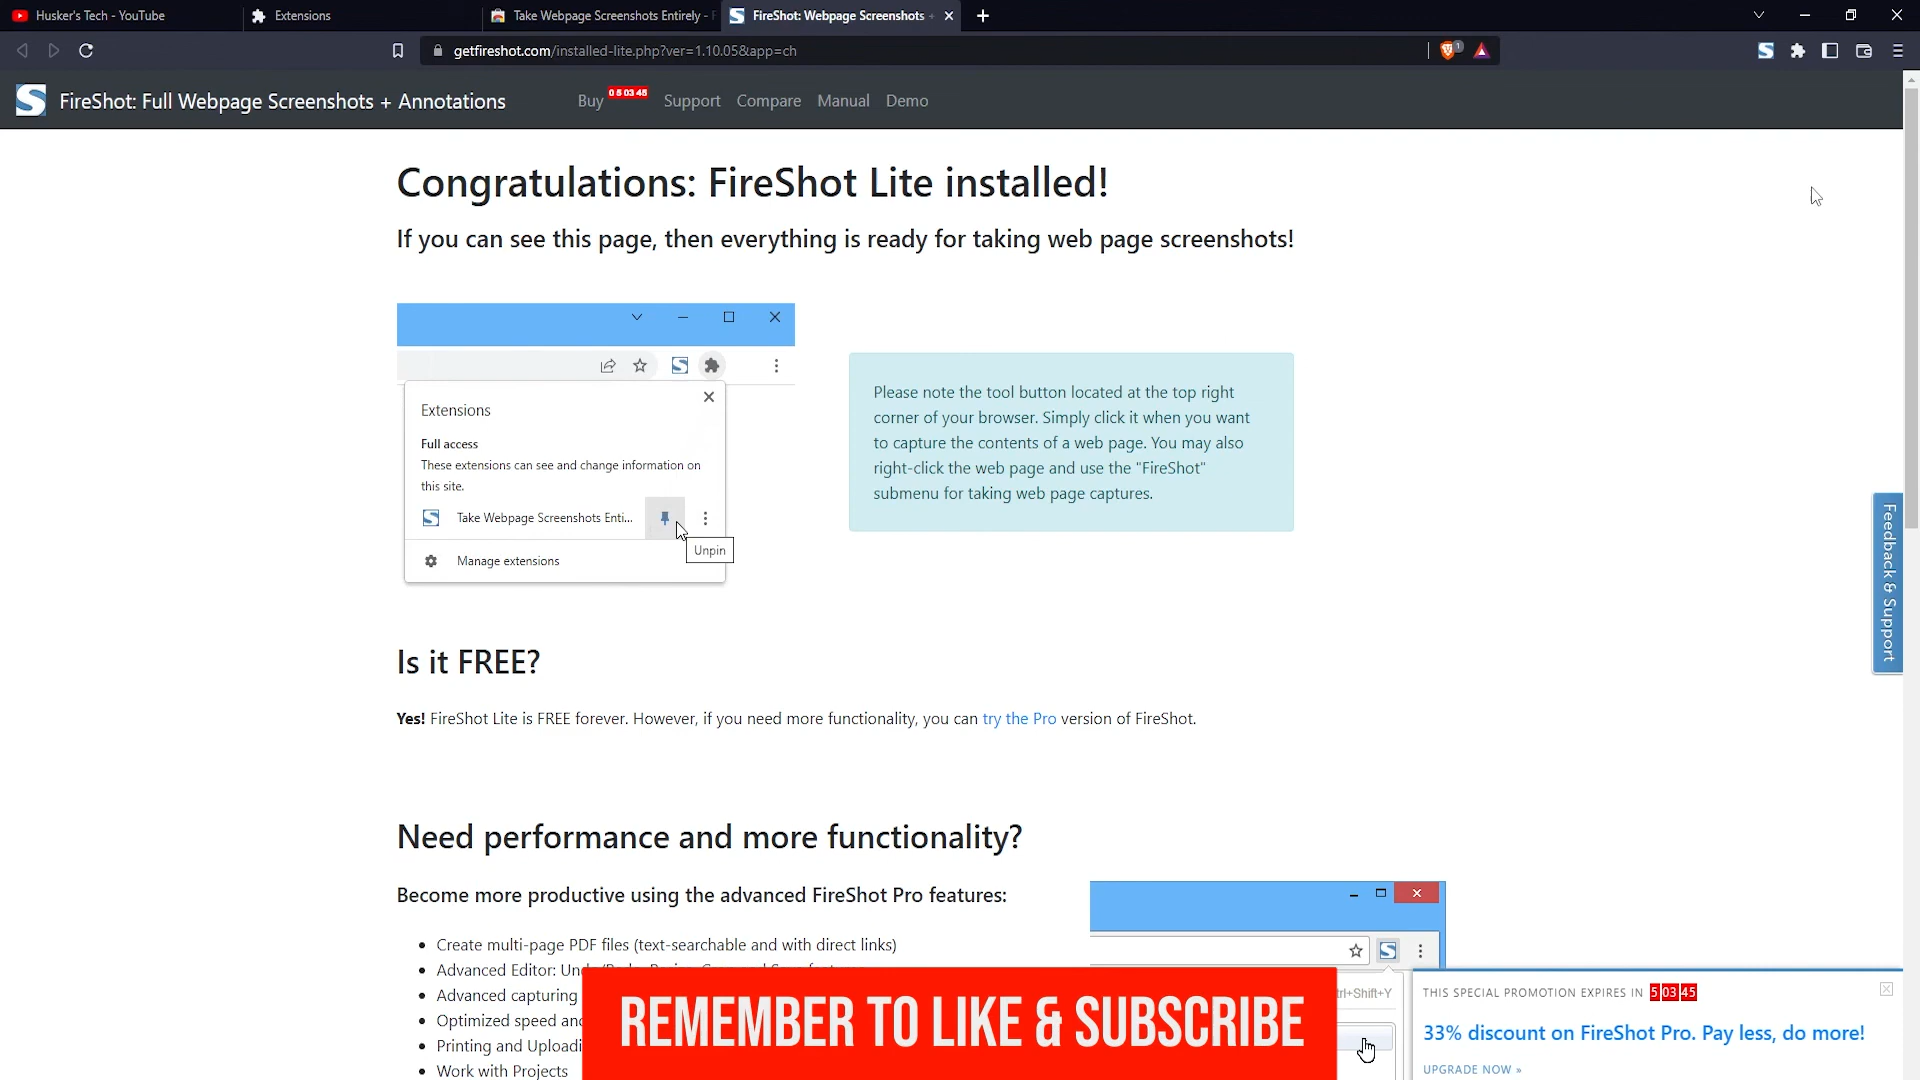 Husker's Tech - YouTube
Extensions
Take Webpage Screenshots Entirely -
FireShot: Webpage Screenshots
getfireshot.com/installed-lite.php?ver=1.10.05&app=ch
1
FireShot: Full Webpage Screenshots + Annotations
Buy
0 5 03 46
Support
Compare
Manual
Demo
Congratulations: FireShot Lite installed!
If you can see this page, then everything is ready for taking web page screenshots!
Extensions
Full access
These extensions can see and change information on
this site.
Take Webpage Screenshots Enti...
Unpin
Manage extensions
Please note the tool button located at the top right
corner of your browser. Simply click it when you want
to capture the contents of a web page. You may also
right-click the web page and use the "FireShot"
submenu for taking web page captures.
Feedback & Support
Is it FREE?
Yes! FireShot Lite is FREE forever. However, if you need more functionality, you can try the Pro version of FireShot.
Need performance and more functionality?
Become more productive using the advanced FireShot Pro features:
• Create multi-page PDF files (text-searchable and with direct links)
• Advanced Editor:
• Advanced capturing
• Optimized speed
• Printing and
• Work with Projects
REMEMBER TO LIKE & SUBSCRIBE
THIS SPECIAL PROMOTION EXPIRES IN 5 03 45
33% discount on FireShot Pro. Pay less, do more!
UPGRADE NOW »